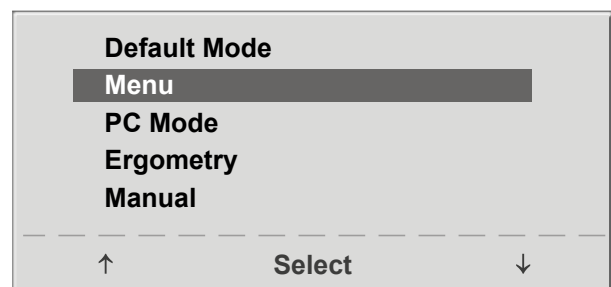 Default Mode
Menu
PC Mode
Ergometry
Manual
↑ Select ↓